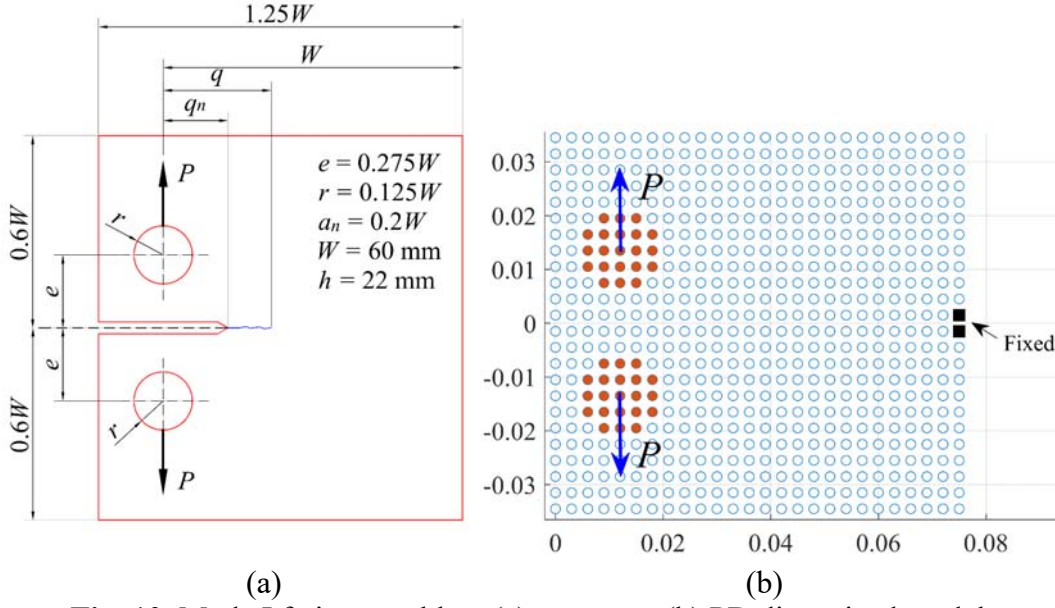 1.25W
W
q
qn
0.6W
P
r
e
e = 0.275W
r = 0.125W
an = 0.2W
W = 60 mm
h = 22 mm
e
0.6W
r
P
(a)
0.03
0.02
0.01
0
-0.01
-0.02
-0.03
P
P
Fixed
0
0.02
0.04
0.06
0.08
(b)